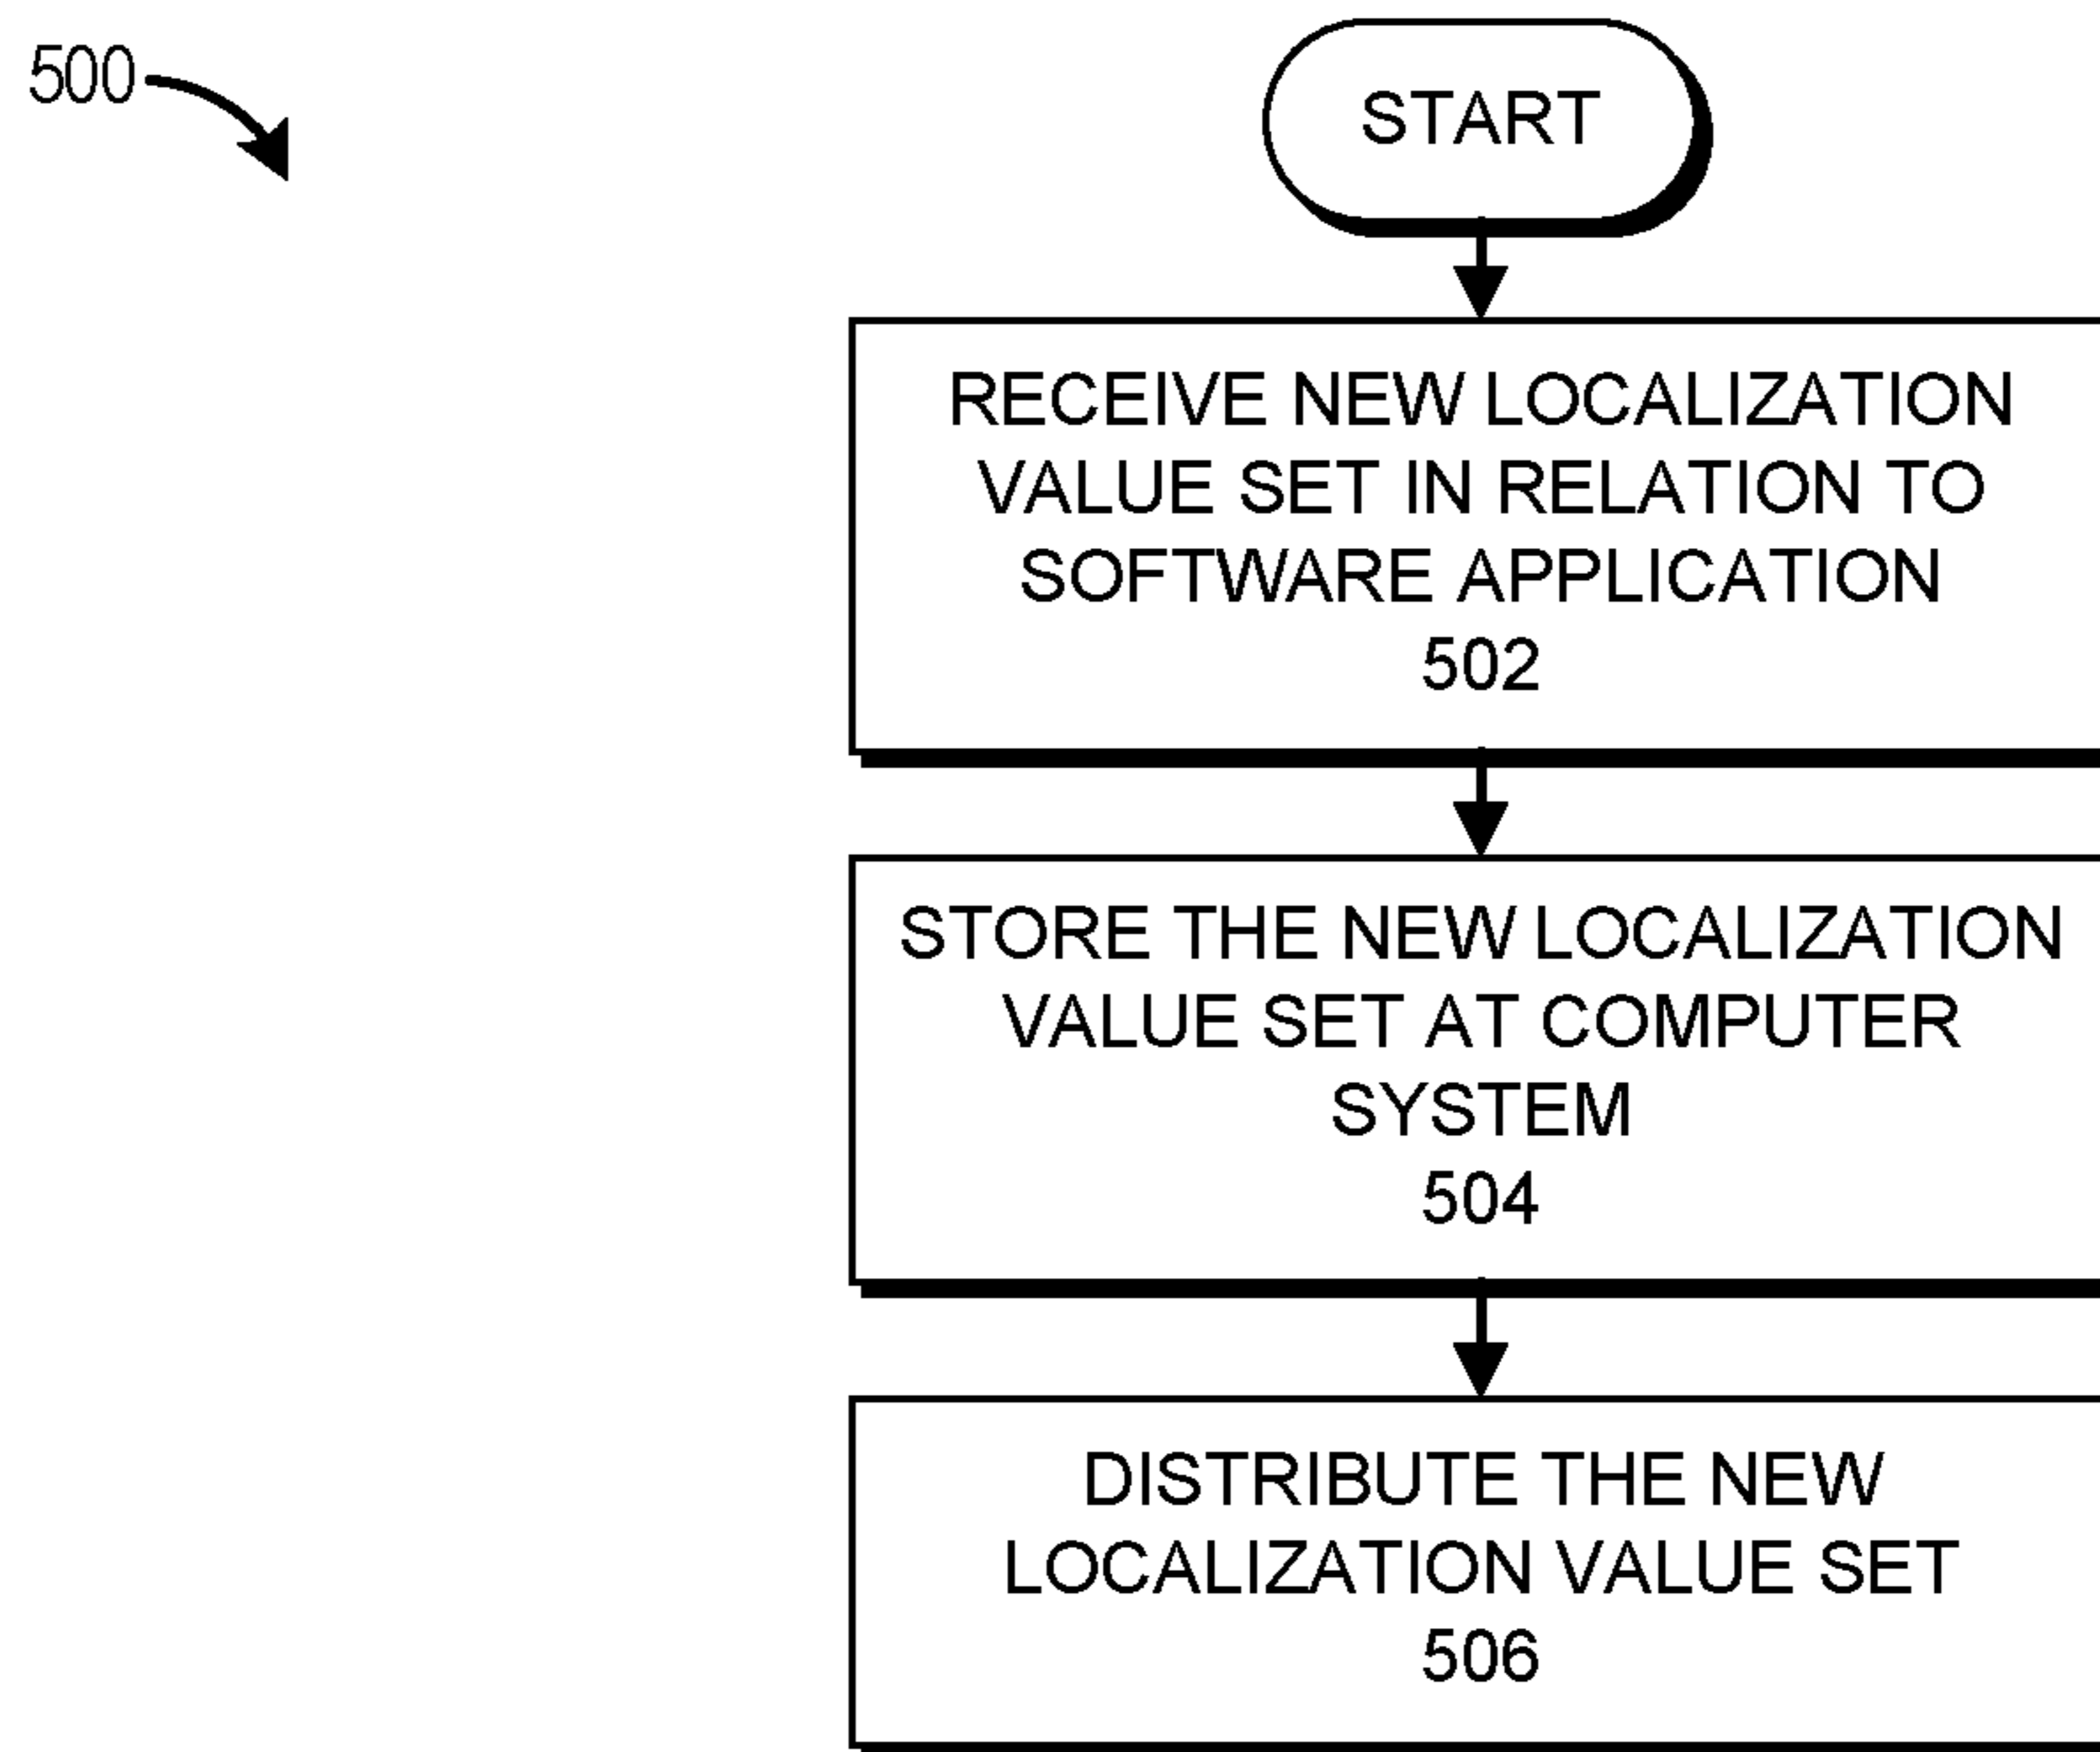 500
START
RECEIVE NEW LOCALIZATION
VALUE SET IN RELATION TO
SOFTWARE APPLICATION
502
STORE THE NEW LOCALIZATION
VALUE SET AT COMPUTER
SYSTEM
504
DISTRIBUTE THE NEW
LOCALIZATION VALUE SET
506